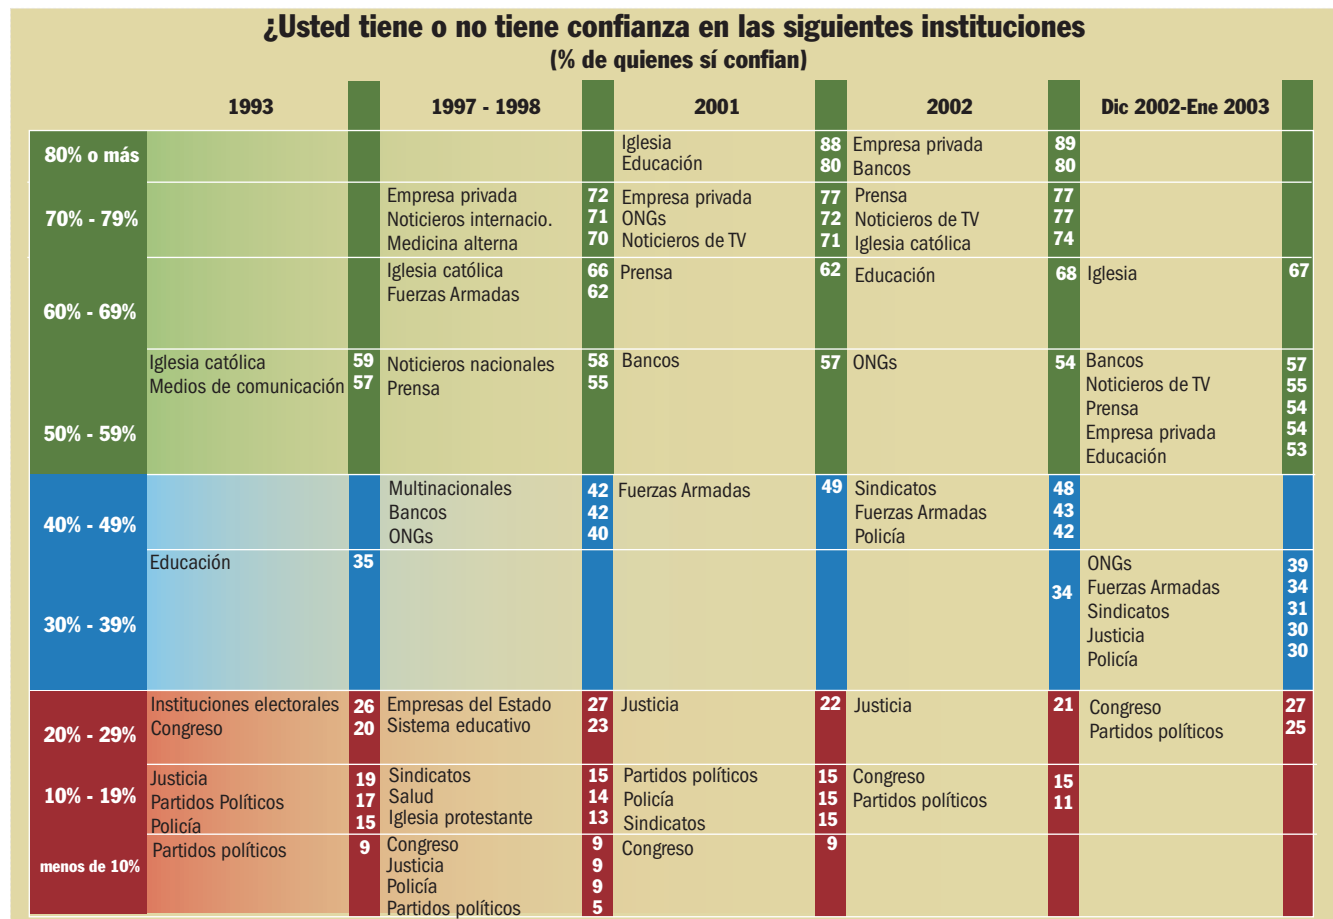 ¿Usted tiene o no tiene confianza en las siguientes instituciones
(% de quienes sí confian)
1993 1997 - 1998 2001 2002 Dic 2002-Ene 2003
80% o más
Iglesia 88 Empresa privada 89
Educación 80 Bancos 80
70% - 79%
Empresa privada 72 Empresa privada 77 Prensa 77
Noticieros internacio. 71 ONGs 72 Noticieros de TV 77
Medicina alterna 70 Noticieros de TV 71 Iglesia católica 74
60% - 69%
Iglesia católica 66 Prensa 62 Educación 68 Iglesia 67
Fuerzas Armadas 62
50% - 59%
Iglesia católica 59 Noticieros nacionales 58 Bancos 57 ONGs 54 Bancos 57
Medios de comunicación 57 Prensa 55 Noticieros de TV 55
Prensa 54
Empresa privada 54
Educación 53
40% - 49%
Multinacionales 42 Fuerzas Armadas 49 Sindicatos 48
Bancos 42 Fuerzas Armadas 43
ONGs 40 Policía 42
30% - 39%
Educación 35 ONGs 39
34 Fuerzas Armadas 34
Sindicatos 31
Justicia 30
Policía 30
20% - 29%
Instituciones electorales 26 Empresas del Estado 27 Justicia 22 Justicia 21 Congreso 27
Congreso 20 Sistema educativo 23 Partidos políticos 25
10% - 19%
Justicia 19 Sindicatos 15 Partidos políticos 15 Congreso 15
Partidos Políticos 17 Salud 14 Policía 15 Partidos políticos 11
Policía 15 Iglesia protestante 13 Sindicatos 15
menos de 10%
Partidos políticos 9 Congreso 9 Congreso 9
Justicia 9
Policía 9
Partidos políticos 5